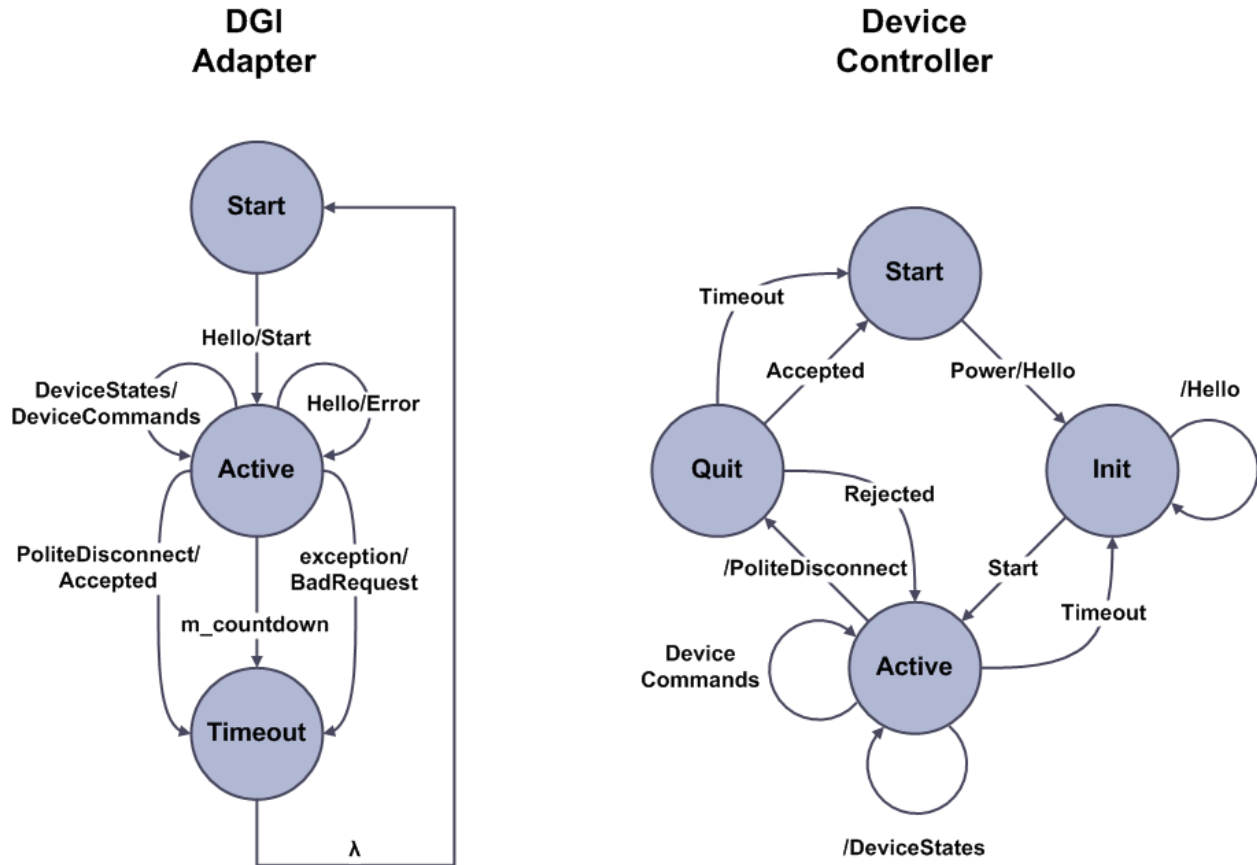 DGI
Adapter
Start
Hello/Start
DeviceStates/
DeviceCommands
Hello/Error
Active
PoliteDisconnect/
Accepted
exception/
BadRequest
m_countdown
Timeout
λ
Device
Controller
Start
Timeout
Accepted
Power/Hello
/Hello
Quit
Init
Rejected
/PoliteDisconnect
Start
Timeout
Device
Commands
Active
/DeviceStates